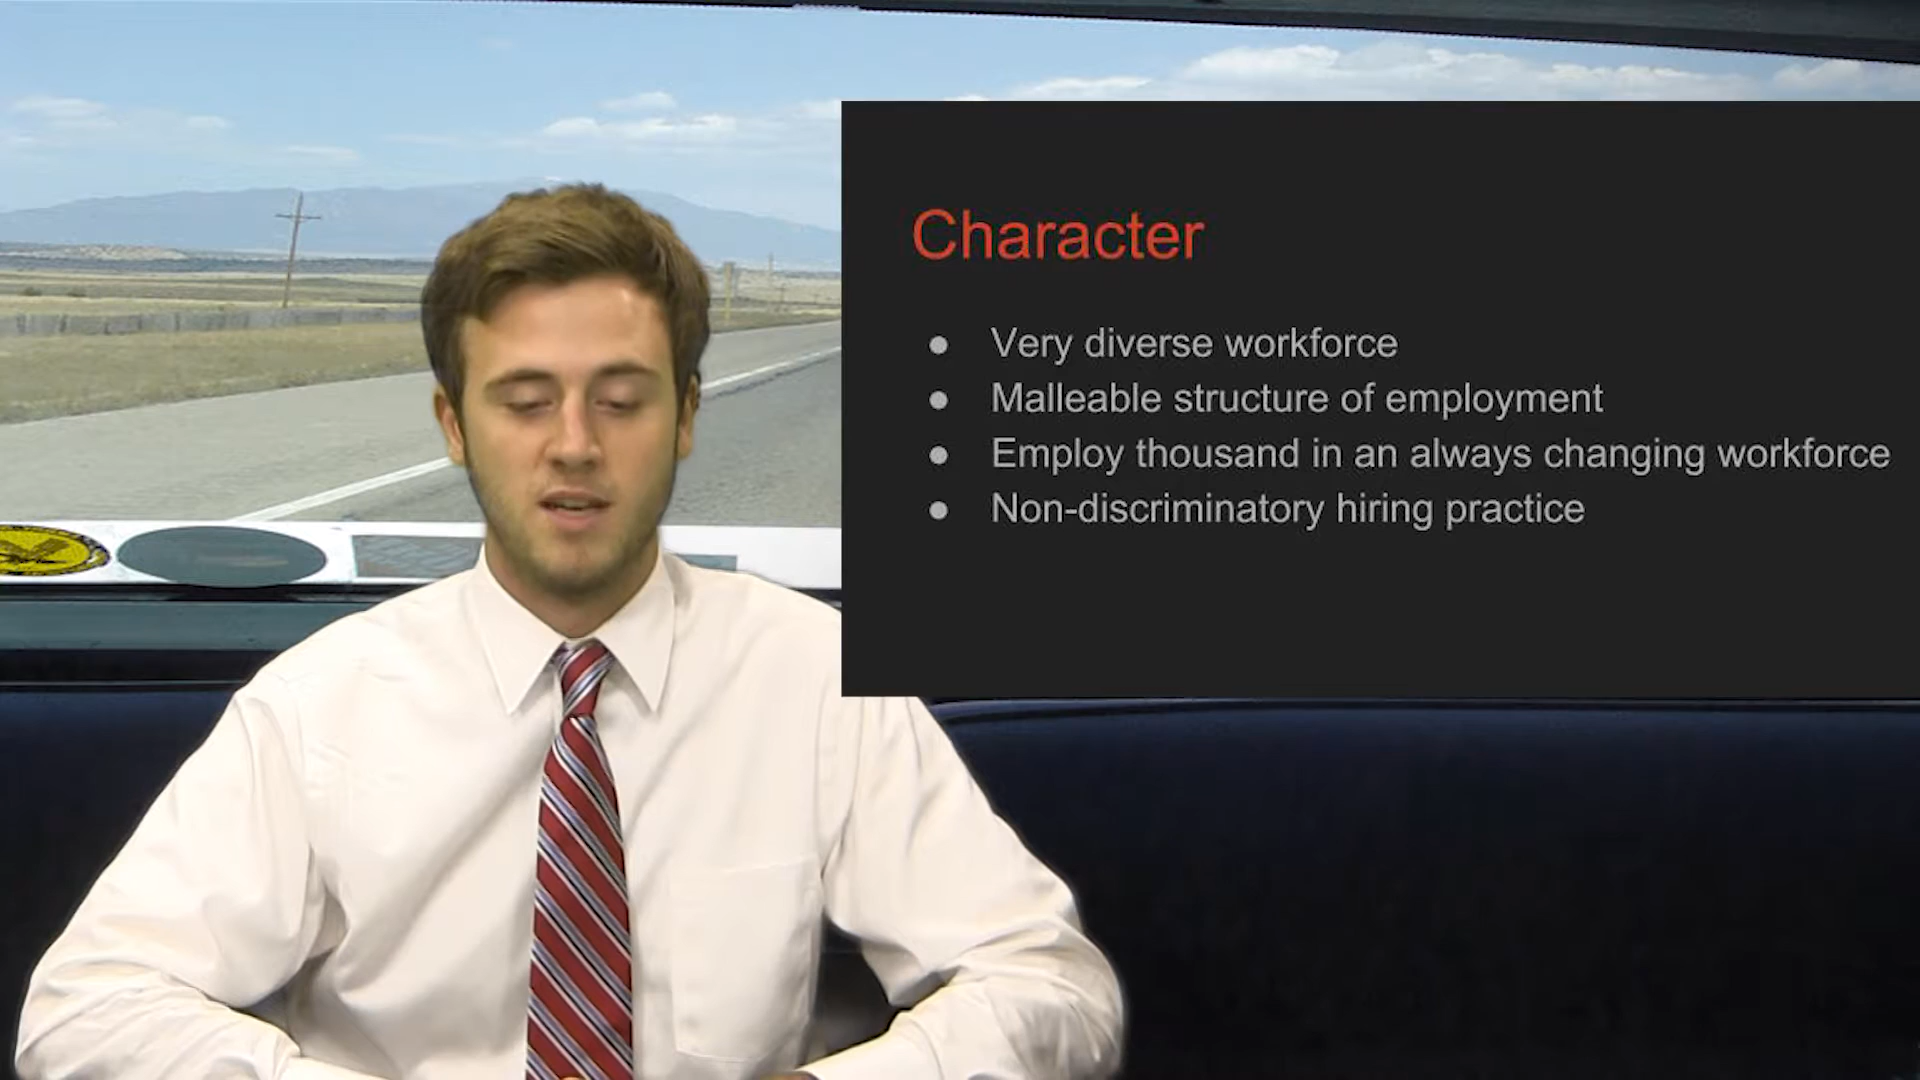 Character
● Very diverse workforce
● Malleable structure of employment
● Employ thousand in an always changing workforce
● Non-discriminatory hiring practice